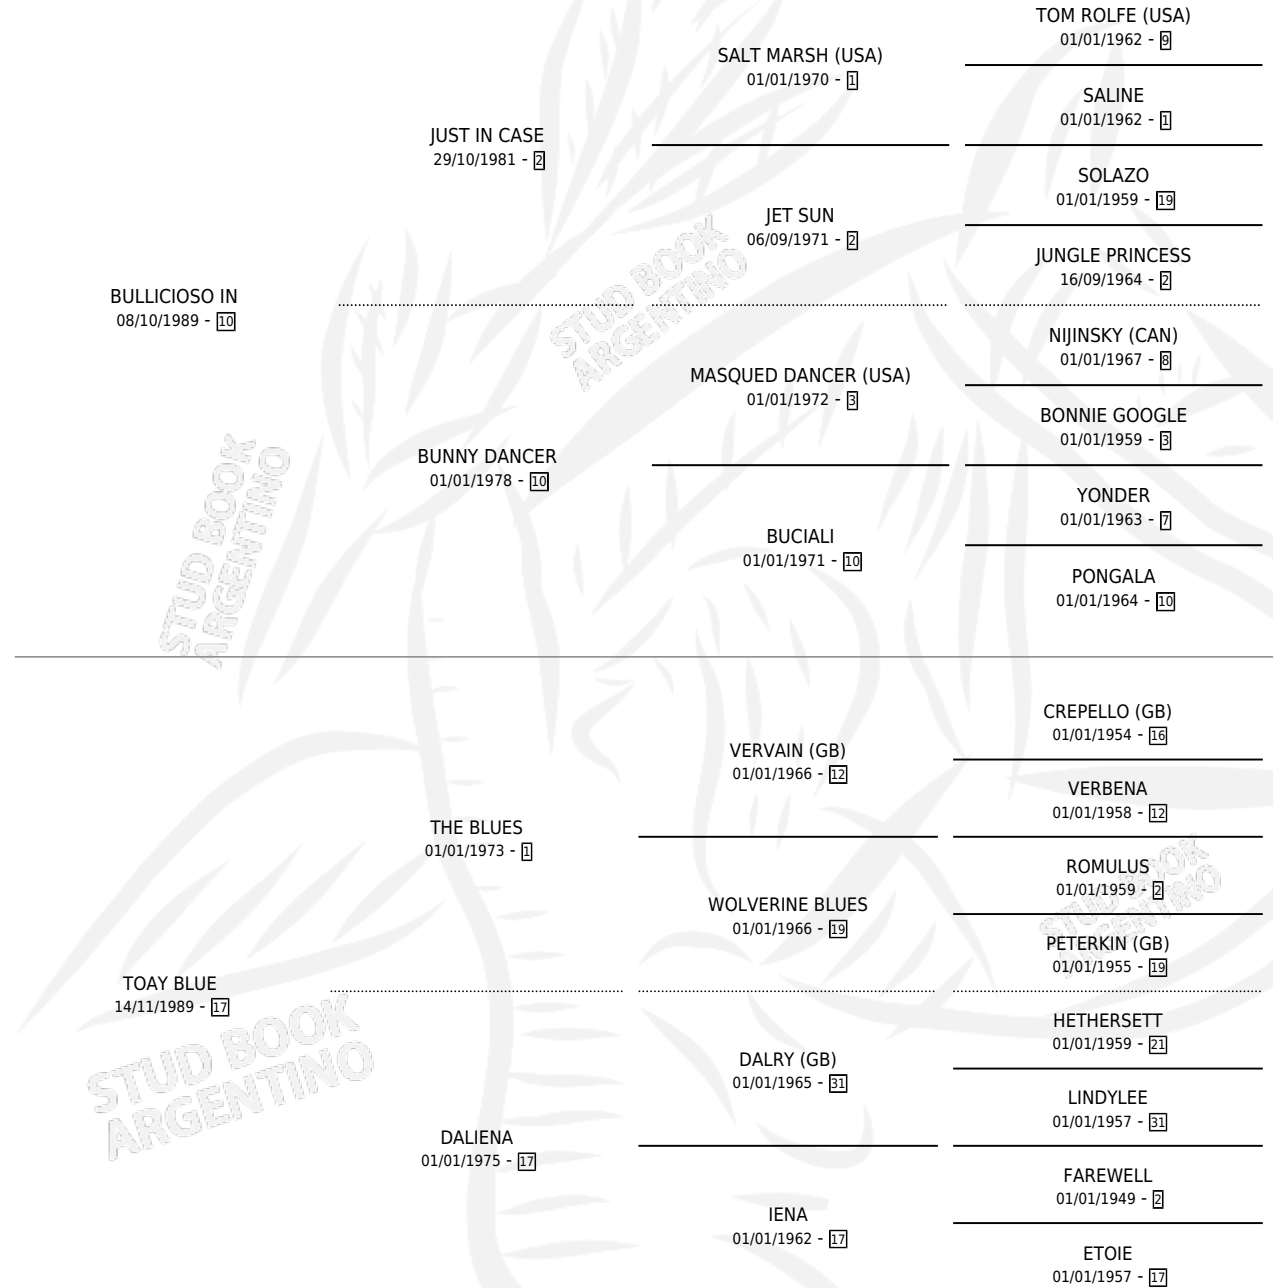 TOM ROLFE (USA)
01/01/1962 - 9
SALT MARSH (USA)
01/01/1970 - 1
SALINE
01/01/1962 - 1
JUST IN CASE
29/10/1981 - 2
SOLAZO
01/01/1959 - 19
JET SUN
06/09/1971 - 2
JUNGLE PRINCESS
16/09/1964 - 2
BULLICIOSO IN
08/10/1989 - 10
STUD BOOK
ARGENTINO
NIJINSKY (CAN)
01/01/1967 - 8
MASQUED DANCER (USA)
01/01/1972 - 3
BONNIE GOOGLE
01/01/1959 - 3
BUNNY DANCER
01/01/1978 - 10
YONDER
01/01/1963 - 7
BUCIALI
01/01/1971 - 10
PONGALA
01/01/1964 - 10
STUD BOOK
ARGENTINO
CREPELLO (GB)
01/01/1954 - 16
VERVAIN (GB)
01/01/1966 - 12
VERBENA
01/01/1958 - 12
THE BLUES
01/01/1973 - 1
ROMULUS
01/01/1959 - 2
STUD BOOK
ARGENTINO
WOLVERINE BLUES
01/01/1966 - 19
PETERKIN (GB)
01/01/1955 - 19
TOAY BLUE
14/11/1989 - 17
STUD BOOK
ARGENTINO
HETHERSETT
01/01/1959 - 21
DALRY (GB)
01/01/1965 - 31
LINDYLEE
01/01/1957 - 31
DALIENA
01/01/1975 - 17
FAREWELL
01/01/1949 - 2
IENA
01/01/1962 - 17
ETOIE
01/01/1957 - 17